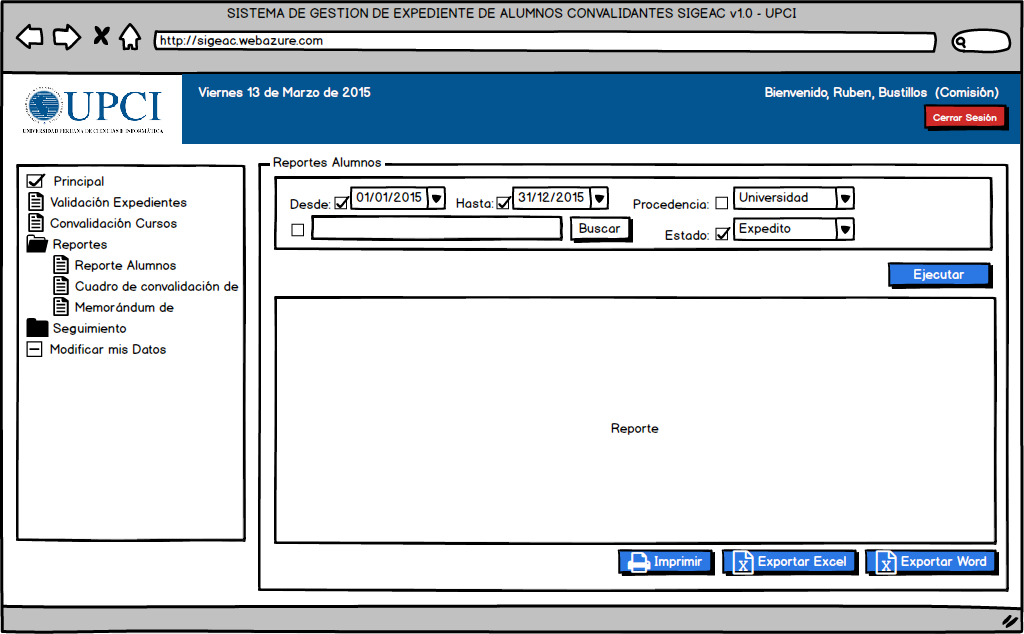 SISTEMA DE GESTION DE EXPEDIENTE DE ALUMNOS CONVALIDANTES SIGEAC v1.0 - UPCI
http://sigeac.webazure.com
UPCI
UNIVERSIDAD PERUANA DE CIENCIAS E INFORMÁTICA
Viernes 13 de Marzo de 2015
Bienvenido, Ruben, Bustillos (Comisión)
Cerrar Sesión
Principal
Validación Expedientes
Convalidación Cursos
Reportes
Reporte Alumnos
Cuadro de convalidación de
Memorándum de
Seguimiento
Modificar mis Datos
Reportes Alumnos
Desde: 01/01/2015 Hasta: 31/12/2015 Procedencia: Universidad
Buscar Estado: Expedito
Ejecutar
Reporte
Imprimir X Exportar Excel X Exportar Word